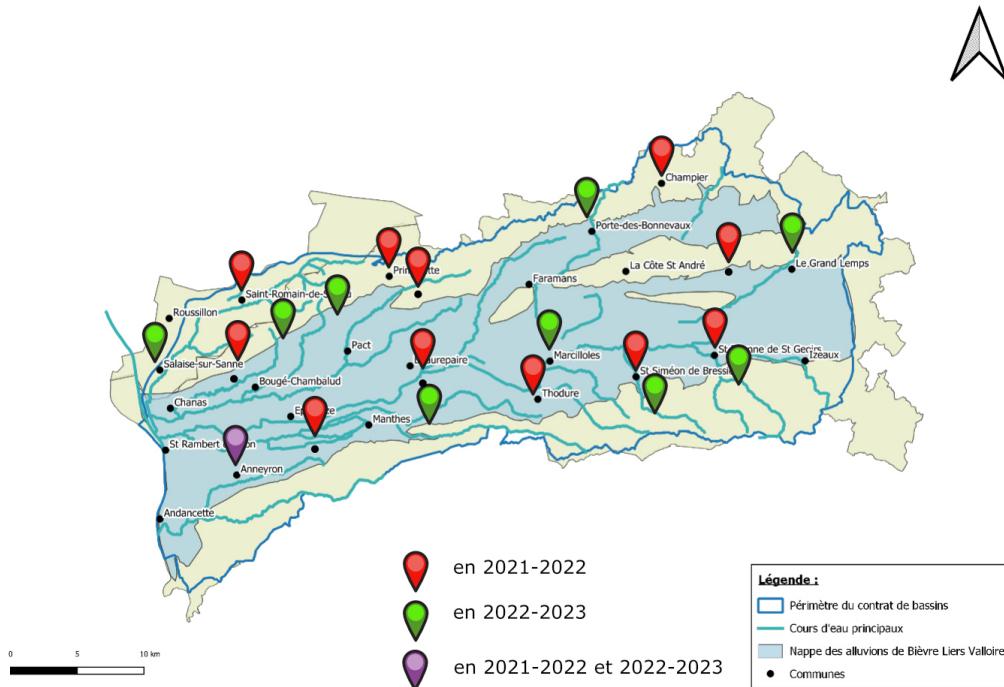 Champier
Porte-des-Bonnevaux
La Côte St André
Le Grand Lemps
Faramans
Saint-Romain-de-
Roussillon
Salaise-sur-Sanne
Pact
Marcilloles
Izeaux
St Siméon de Bressie
Bougé-Chambalud
Thodure
Chanas
Manthes
St Rambert
Anneyron
Andancette
en 2021-2022
en 2022-2023
en 2021-2022 et 2022-2023
0 5 10 km
Légende :
Périmètre du contrat de bassins
Cours d'eau principaux
Nappe des alluvions de Bièvre Liers Valloire
Communes